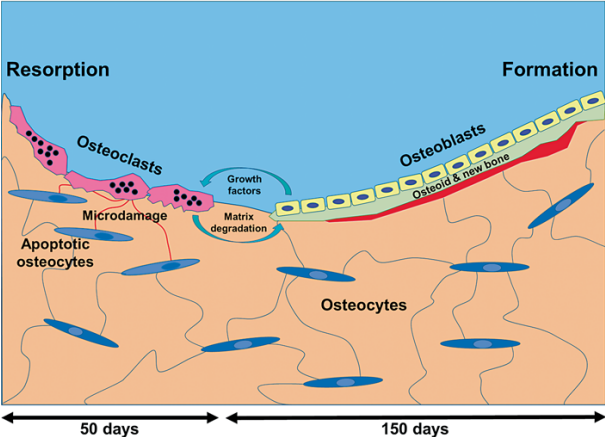 Resorption
Formation
Osteoclasts
Osteoblasts
Osteoid & new bone
Growth
factors
Matrix
degradation
Microdamage
Apoptotic
osteocytes
Osteocytes
50 days
150 days